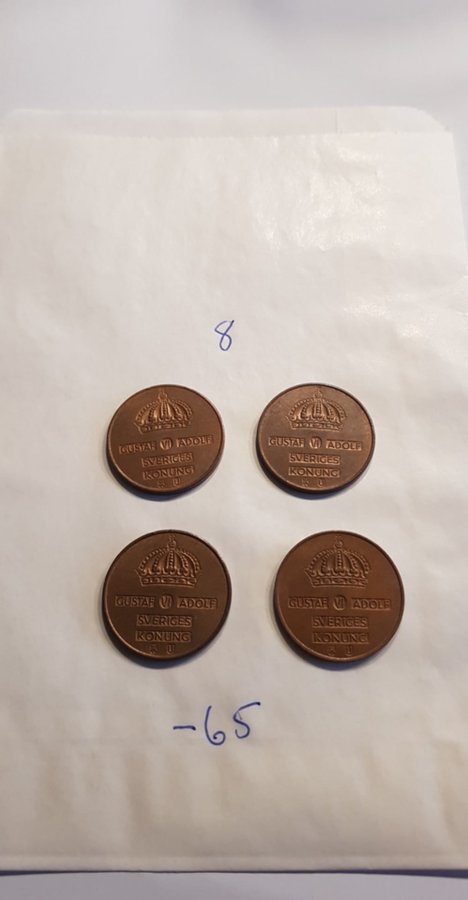 8
GUSTAF VI ADOLF
SVERIGES
KONUNG
U
GUSTAF VI ADOLF
SVERIGES
KONUNG
U
GUSTAF VI ADOLF
SVERIGES
KONUNG
U
GUSTAF VI ADOLF
SVERIGES
KONUNG
U
-65